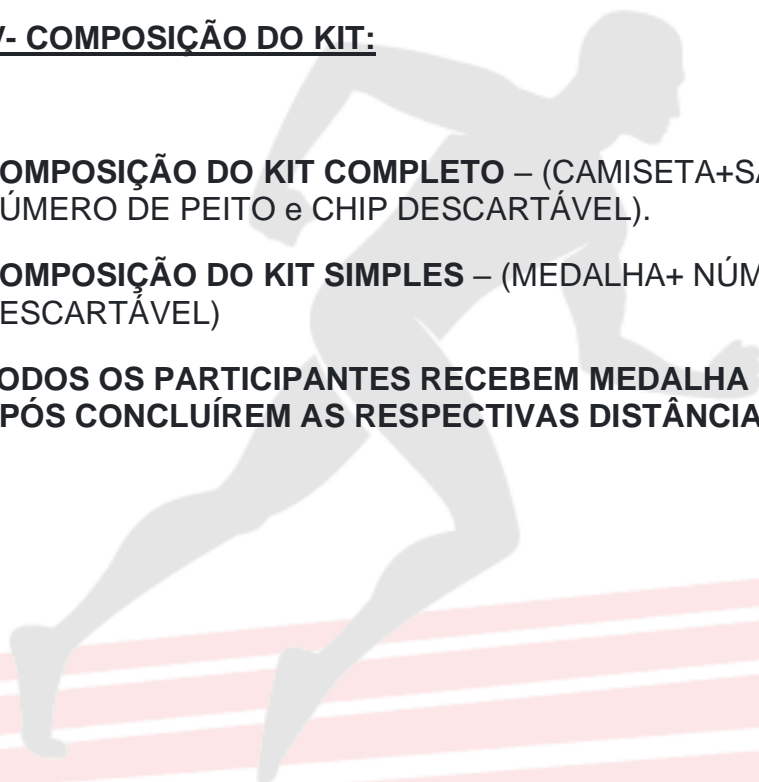 - COMPOSIÇÃO DO KIT:
OMPOSIÇÃO DO KIT COMPLETO – (CAMISETA+SA
ÚMERO DE PEITO e CHIP DESCARTÁVEL).
OMPOSIÇÃO DO KIT SIMPLES – (MEDALHA+ NÚM
ESCARTÁVEL)
ODOS OS PARTICIPANTES RECEBEM MEDALHA
PÓS CONCLUÍREM AS RESPECTIVAS DISTÂNCIA